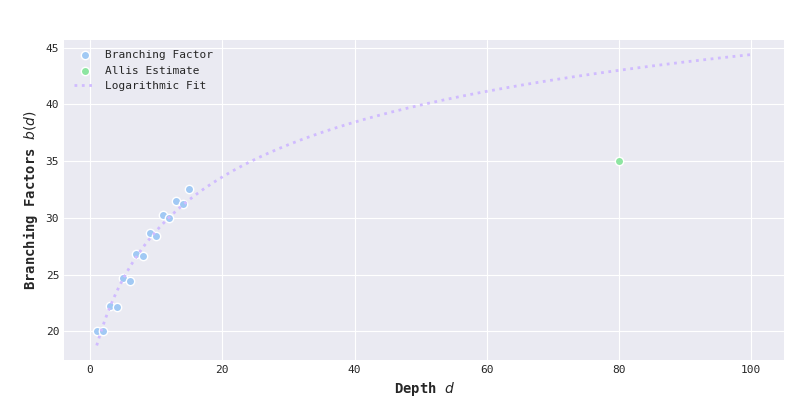 45
40
35
30
25
20
Branching Factors b(d)
Branching Factor
Allis Estimate
Logarithmic Fit
0 20 40 60 80 100
Depth d